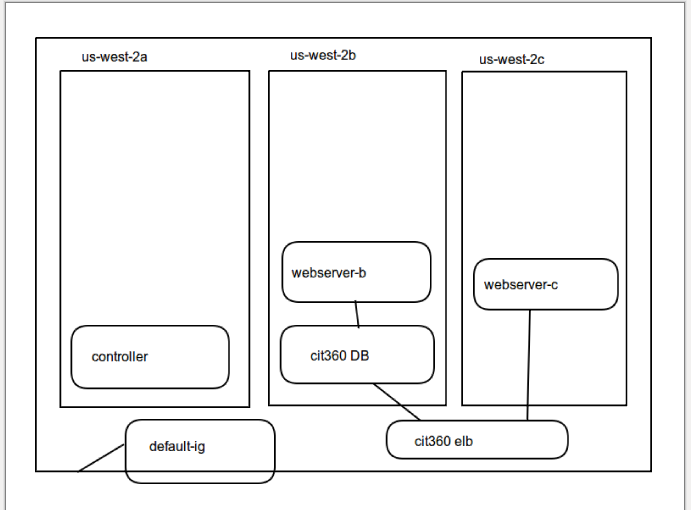 us-west-2a
us-west-2b
us-west-2c
webserver-b
webserver-c
controller
cit360 DB
default-ig
cit360 elb